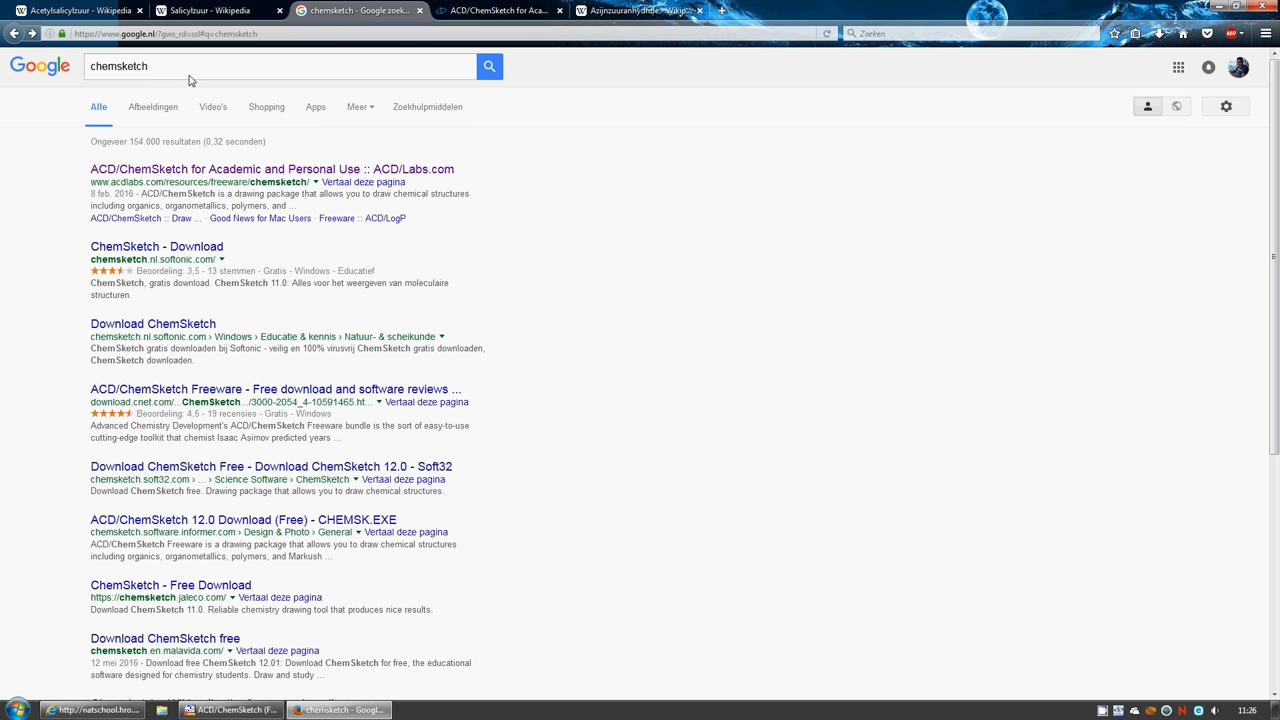 Acetylsalicylzuur - Wikipedia
Salicylzuur - Wikipedia
chemsketch - Google zoek...
ACD/ChemSketch for Aca...
Azijnzuuranhydride - Wikip...
https://www.google.nl/?gws_rd=ssl#q=chemsketch
Zoeken
ABP
Google
chemsketch
Alle
Afbeeldingen
Video's
Shopping
Apps
Meer
Zoekhulpmiddelen
Ongeveer 154.000 resultaten (0,32 seconden)
ACD/ChemSketch for Academic and Personal Use :: ACD/Labs.com
www.acdlabs.com/resources/freeware/chemsketch/ Vertaal deze pagina
8 feb. 2016 - ACD/ChemSketch is a drawing package that allows you to draw chemical structures
including organics, organometallics, polymers, and ...
ACD/ChemSketch :: Draw ... · Good News for Mac Users · Freeware :: ACD/LogP
ChemSketch - Download
chemsketch.nl.softonic.com/
Beoordeling: 3,5 - 13 stemmen - Gratis - Windows - Educatief
ChemSketch, gratis download. ChemSketch 11.0: Alles voor het weergeven van moleculaire
structuren.
Download ChemSketch
chemsketch.nl.softonic.com › Windows › Educatie & kennis › Natuur- & scheikunde
ChemSketch gratis downloaden bij Softonic - veilig en 100% virusvrij ChemSketch gratis downloaden,
ChemSketch downloaden.
ACD/ChemSketch Freeware - Free download and software reviews ...
download.cnet.com/...ChemSketch.../3000-2054_4-10591465.ht... Vertaal deze pagina
Beoordeling: 4,5 - 19 recensies - Gratis - Windows
Advanced Chemistry Development's ACD/ChemSketch Freeware bundle is the sort of easy-to-use
cutting-edge toolkit that chemist Isaac Asimov predicted years ...
Download ChemSketch Free - Download ChemSketch 12.0 - Soft32
chemsketch.soft32.com › ... › Science Software › ChemSketch Vertaal deze pagina
Download ChemSketch free. Drawing package that allows you to draw chemical structures.
ACD/ChemSketch 12.0 Download (Free) - CHEMSK.EXE
chemsketch.software.informer.com › Design & Photo › General Vertaal deze pagina
ACD/ChemSketch Freeware is a drawing package that allows you to draw chemical structures
including organics, organometallics, polymers, and Markush ...
ChemSketch - Free Download
https://chemsketch.jaleco.com/ Vertaal deze pagina
Download ChemSketch 11.0. Reliable chemistry drawing tool that produces nice results.
Download ChemSketch free
chemsketch.en.malavida.com/ Vertaal deze pagina
12 mei 2016 - Download free ChemSketch 12.01: Download ChemSketch for free, the educational
software designed for chemistry students. Draw and study ...
http://natschool.hro....
ACD/ChemSketch (F...
chemsketch - Googl...
11:26